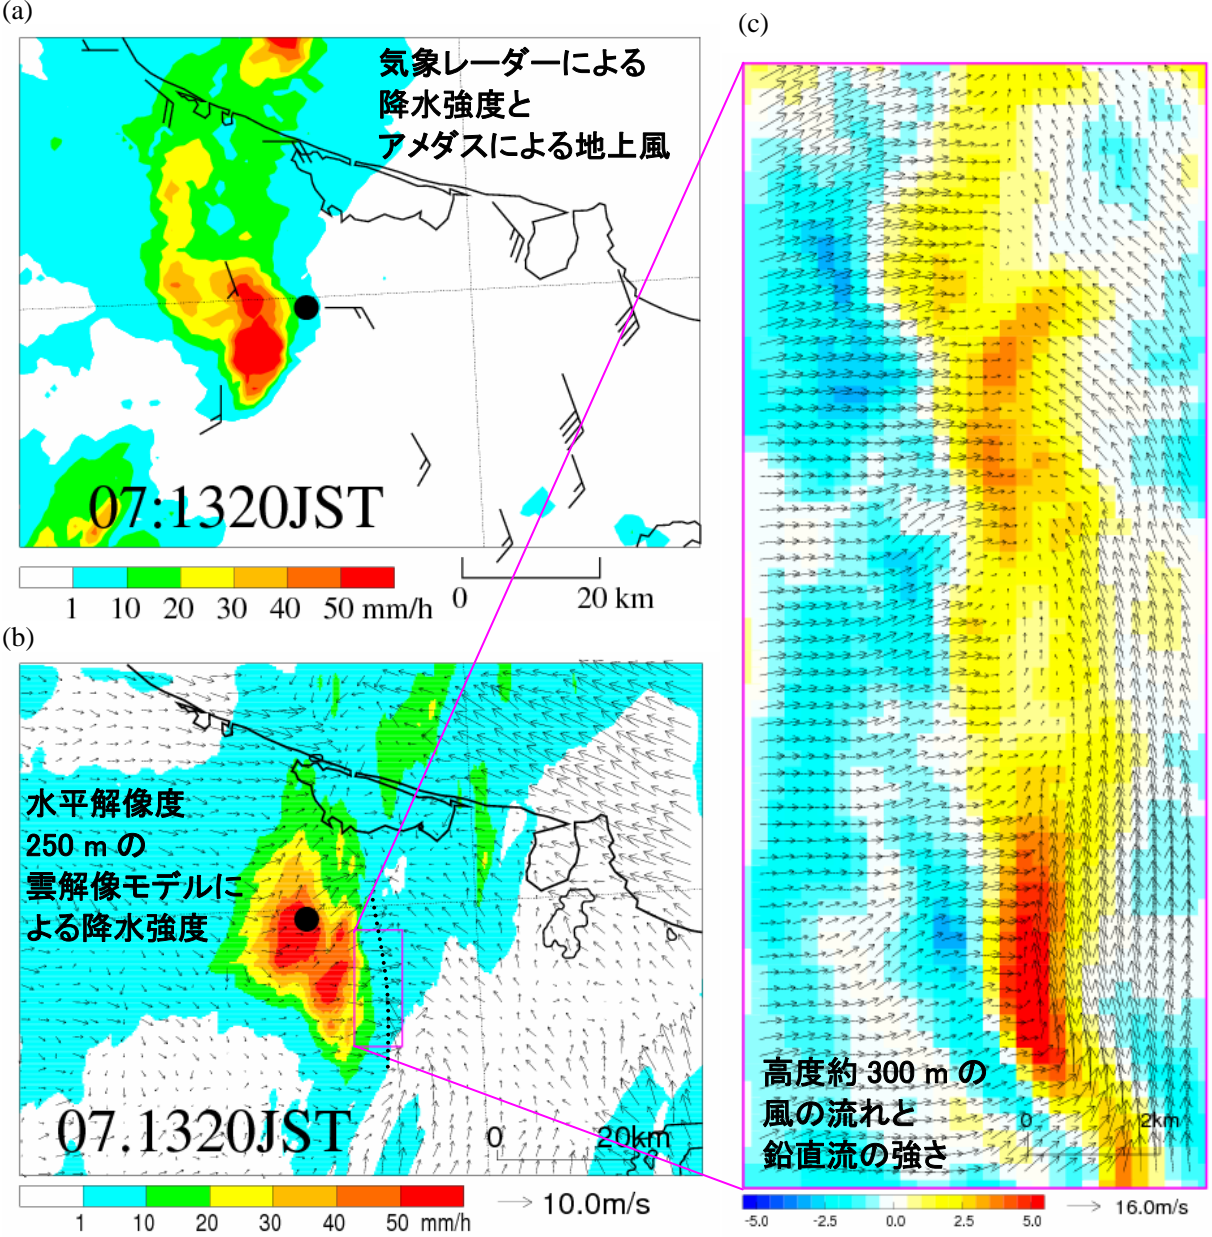 (a)
気象レーダーによる
降水強度と
アメダスによる地上風
07:1320JST
1 10 20 30 40 50 mm/h
0 20 km
(b)
水平解像度
250 m の
雲解像モデルに
よる降水強度
07.1320JST
0 20km
1 10 20 30 40 50 mm/h
10.0m/s
(c)
高度約 300 m の
風の流れと
鉛直流の強さ
0 2km
-5.0 -2.5 0.0 2.5 5.0
16.0m/s